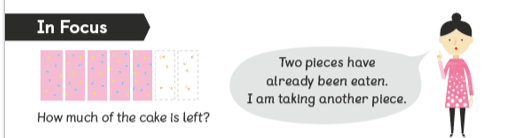 In Focus
How much of the cake is left?
Two pieces have
already been eaten.
I am taking another piece.